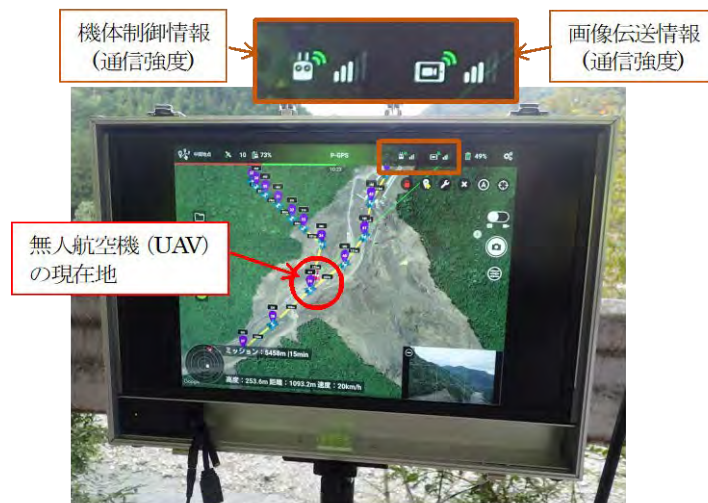 機体制御情報
(通信強度)
画像伝送情報
(通信強度)
10
73%
P-GPS
49%
無人航空機 (UAV)
の現在地
ミッション:5458m |15min
高度:253.6m 距離:1093.2m 速度:20km/h
Google